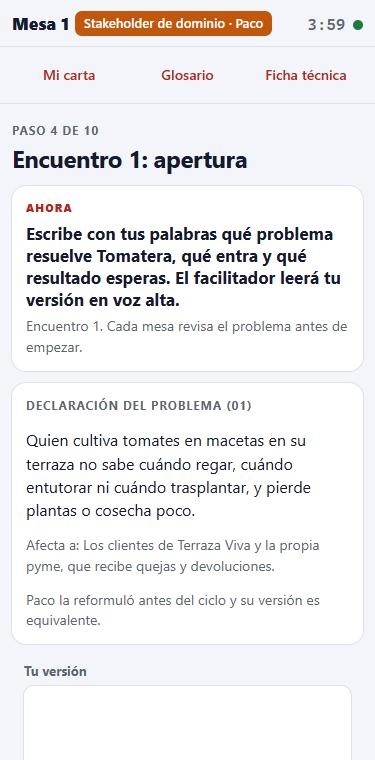 Mesa 1 Stakeholder de dominio · Paco 3:59
Mi carta Glosario Ficha técnica
PASO 4 DE 10
Encuentro 1: apertura
AHORA
Escribe con tus palabras qué problema
resuelve Tomatera, qué entra y qué
resultado esperas. El facilitador leerá tu
versión en voz alta.
Encuentro 1. Cada mesa revisa el problema antes de
empezar.
DECLARACIÓN DEL PROBLEMA (01)
Quien cultiva tomates en macetas en su
terraza no sabe cuándo regar, cuándo
entutorar ni cuándo trasplantar, y pierde
plantas o cosecha poco.
Afecta a: Los clientes de Terraza Viva y la propia
pyme, que recibe quejas y devoluciones.
Paco la reformuló antes del ciclo y su versión es
equivalente.
Tu versión